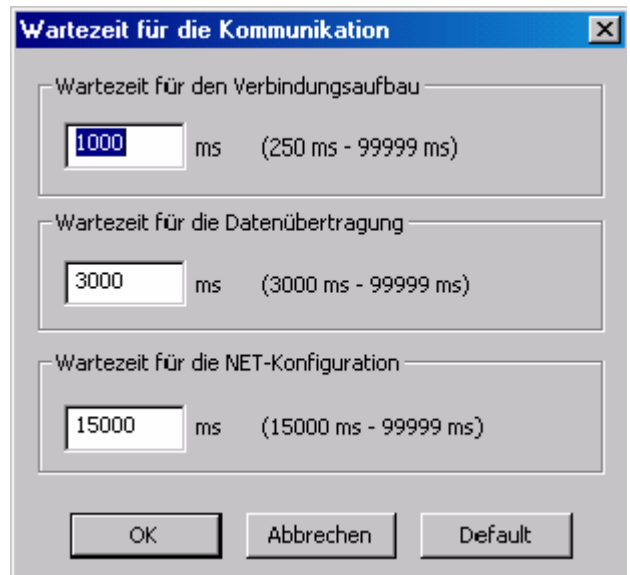 Wartezeit für die Kommunikation
Wartezeit für den Verbindungsaufbau
1000 ms (250 ms - 99999 ms)
Wartezeit für die Datenübertragung
3000 ms (3000 ms - 99999 ms)
Wartezeit für die NET-Konfiguration
15000 ms (15000 ms - 99999 ms)
OK Abbrechen Default